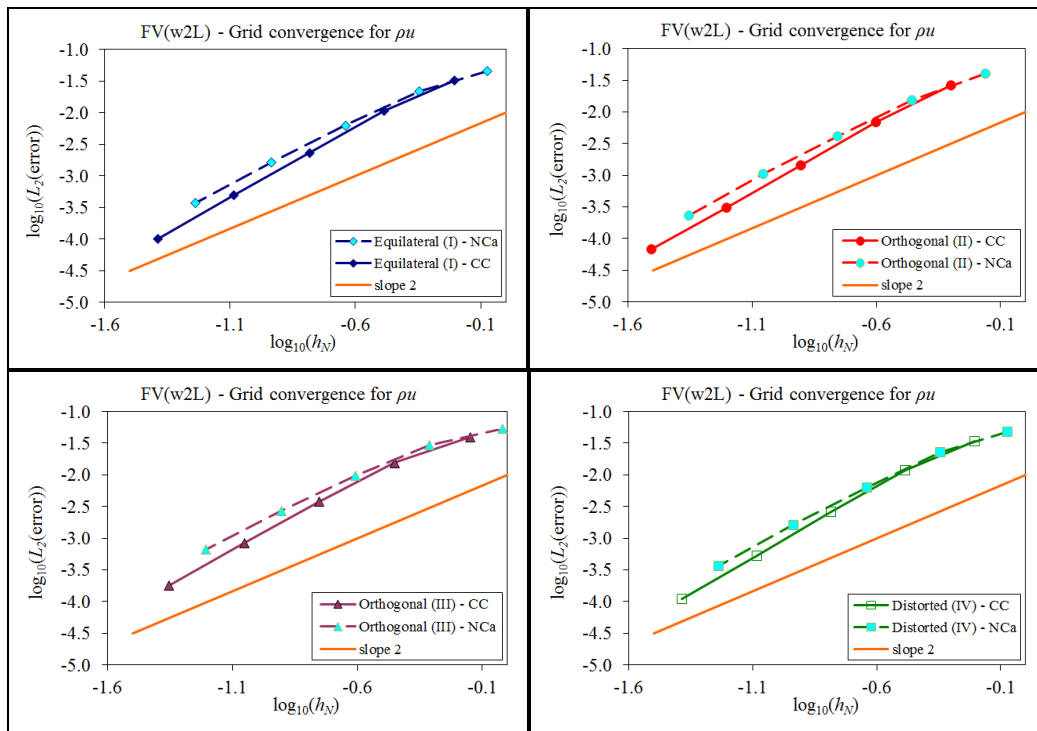 FV(w2L) - Grid convergence for ρu
-1.0
-1.5
-2.0
-2.5
-3.0
-3.5
-4.0
-4.5
-5.0
log10(L2(error))
Equilateral (I) - NCa
Equilateral (I) - CC
slope 2
-1.6 -1.1 -0.6 -0.1
log10(hN)
FV(w2L) - Grid convergence for ρu
-1.0
-1.5
-2.0
-2.5
-3.0
-3.5
-4.0
-4.5
-5.0
log10(L2(error))
Orthogonal (II) - CC
Orthogonal (II) - NCa
slope 2
-1.6 -1.1 -0.6 -0.1
log10(hN)
FV(w2L) - Grid convergence for ρu
-1.0
-1.5
-2.0
-2.5
-3.0
-3.5
-4.0
-4.5
-5.0
log10(L2(error))
Orthogonal (III) - CC
Orthogonal (III) - NCa
slope 2
-1.6 -1.1 -0.6 -0.1
log10(hN)
FV(w2L) - Grid convergence for ρu
-1.0
-1.5
-2.0
-2.5
-3.0
-3.5
-4.0
-4.5
-5.0
log10(L2(error))
Distorted (IV) - CC
Distorted (IV) - NCa
slope 2
-1.6 -1.1 -0.6 -0.1
log10(hN)